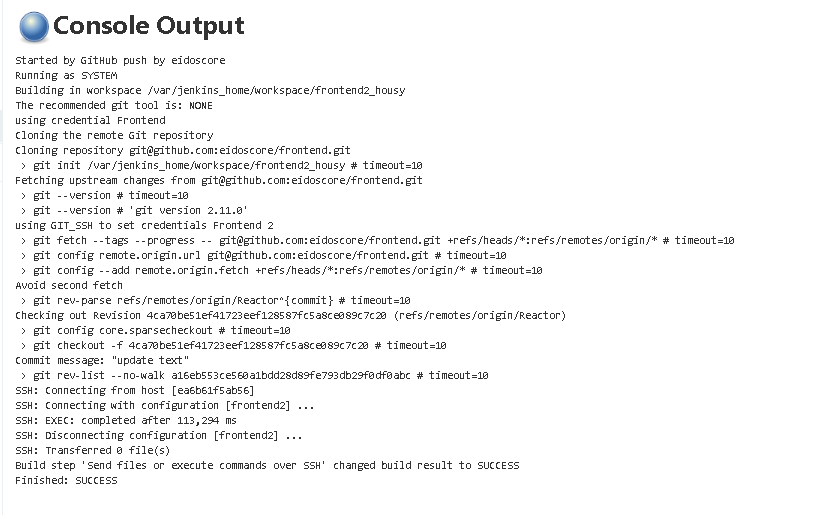 Console Output
Started by GitHub push by eidoscore
Running as SYSTEM
Building in workspace /var/jenkins_home/workspace/frontend2_housy
The recommended git tool is: NONE
using credential Frontend
Cloning the remote Git repository
Cloning repository git@github.com:eidoscore/frontend.git
> git init /var/jenkins_home/workspace/frontend2_housy # timeout=10
Fetching upstream changes from git@github.com:eidoscore/frontend.git
> git --version # timeout=10
> git --version # 'git version 2.11.0'
using GIT_SSH to set credentials Frontend 2
> git fetch --tags --progress -- git@github.com:eidoscore/frontend.git +refs/heads/*:refs/remotes/origin/* # timeout=10
> git config remote.origin.url git@github.com:eidoscore/frontend.git # timeout=10
> git config --add remote.origin.fetch +refs/heads/*:refs/remotes/origin/* # timeout=10
Avoid second fetch
> git rev-parse refs/remotes/origin/Reactor^{commit} # timeout=10
Checking out Revision 4ca70be51ef41723eef128587fc5a8ce089c7c20 (refs/remotes/origin/Reactor)
> git config core.sparsecheckout # timeout=10
> git checkout -f 4ca70be51ef41723eef128587fc5a8ce089c7c20 # timeout=10
Commit message: "update text"
> git rev-list --no-walk a16eb553ce560a1bdd28d89fe793db29f0df0abc # timeout=10
SSH: Connecting from host [ea6b61f5ab56]
SSH: Connecting with configuration [frontend2] ...
SSH: EXEC: completed after 113,294 ms
SSH: Disconnecting configuration [frontend2] ...
SSH: Transferred 0 file(s)
Build step 'Send files or execute commands over SSH' changed build result to SUCCESS
Finished: SUCCESS